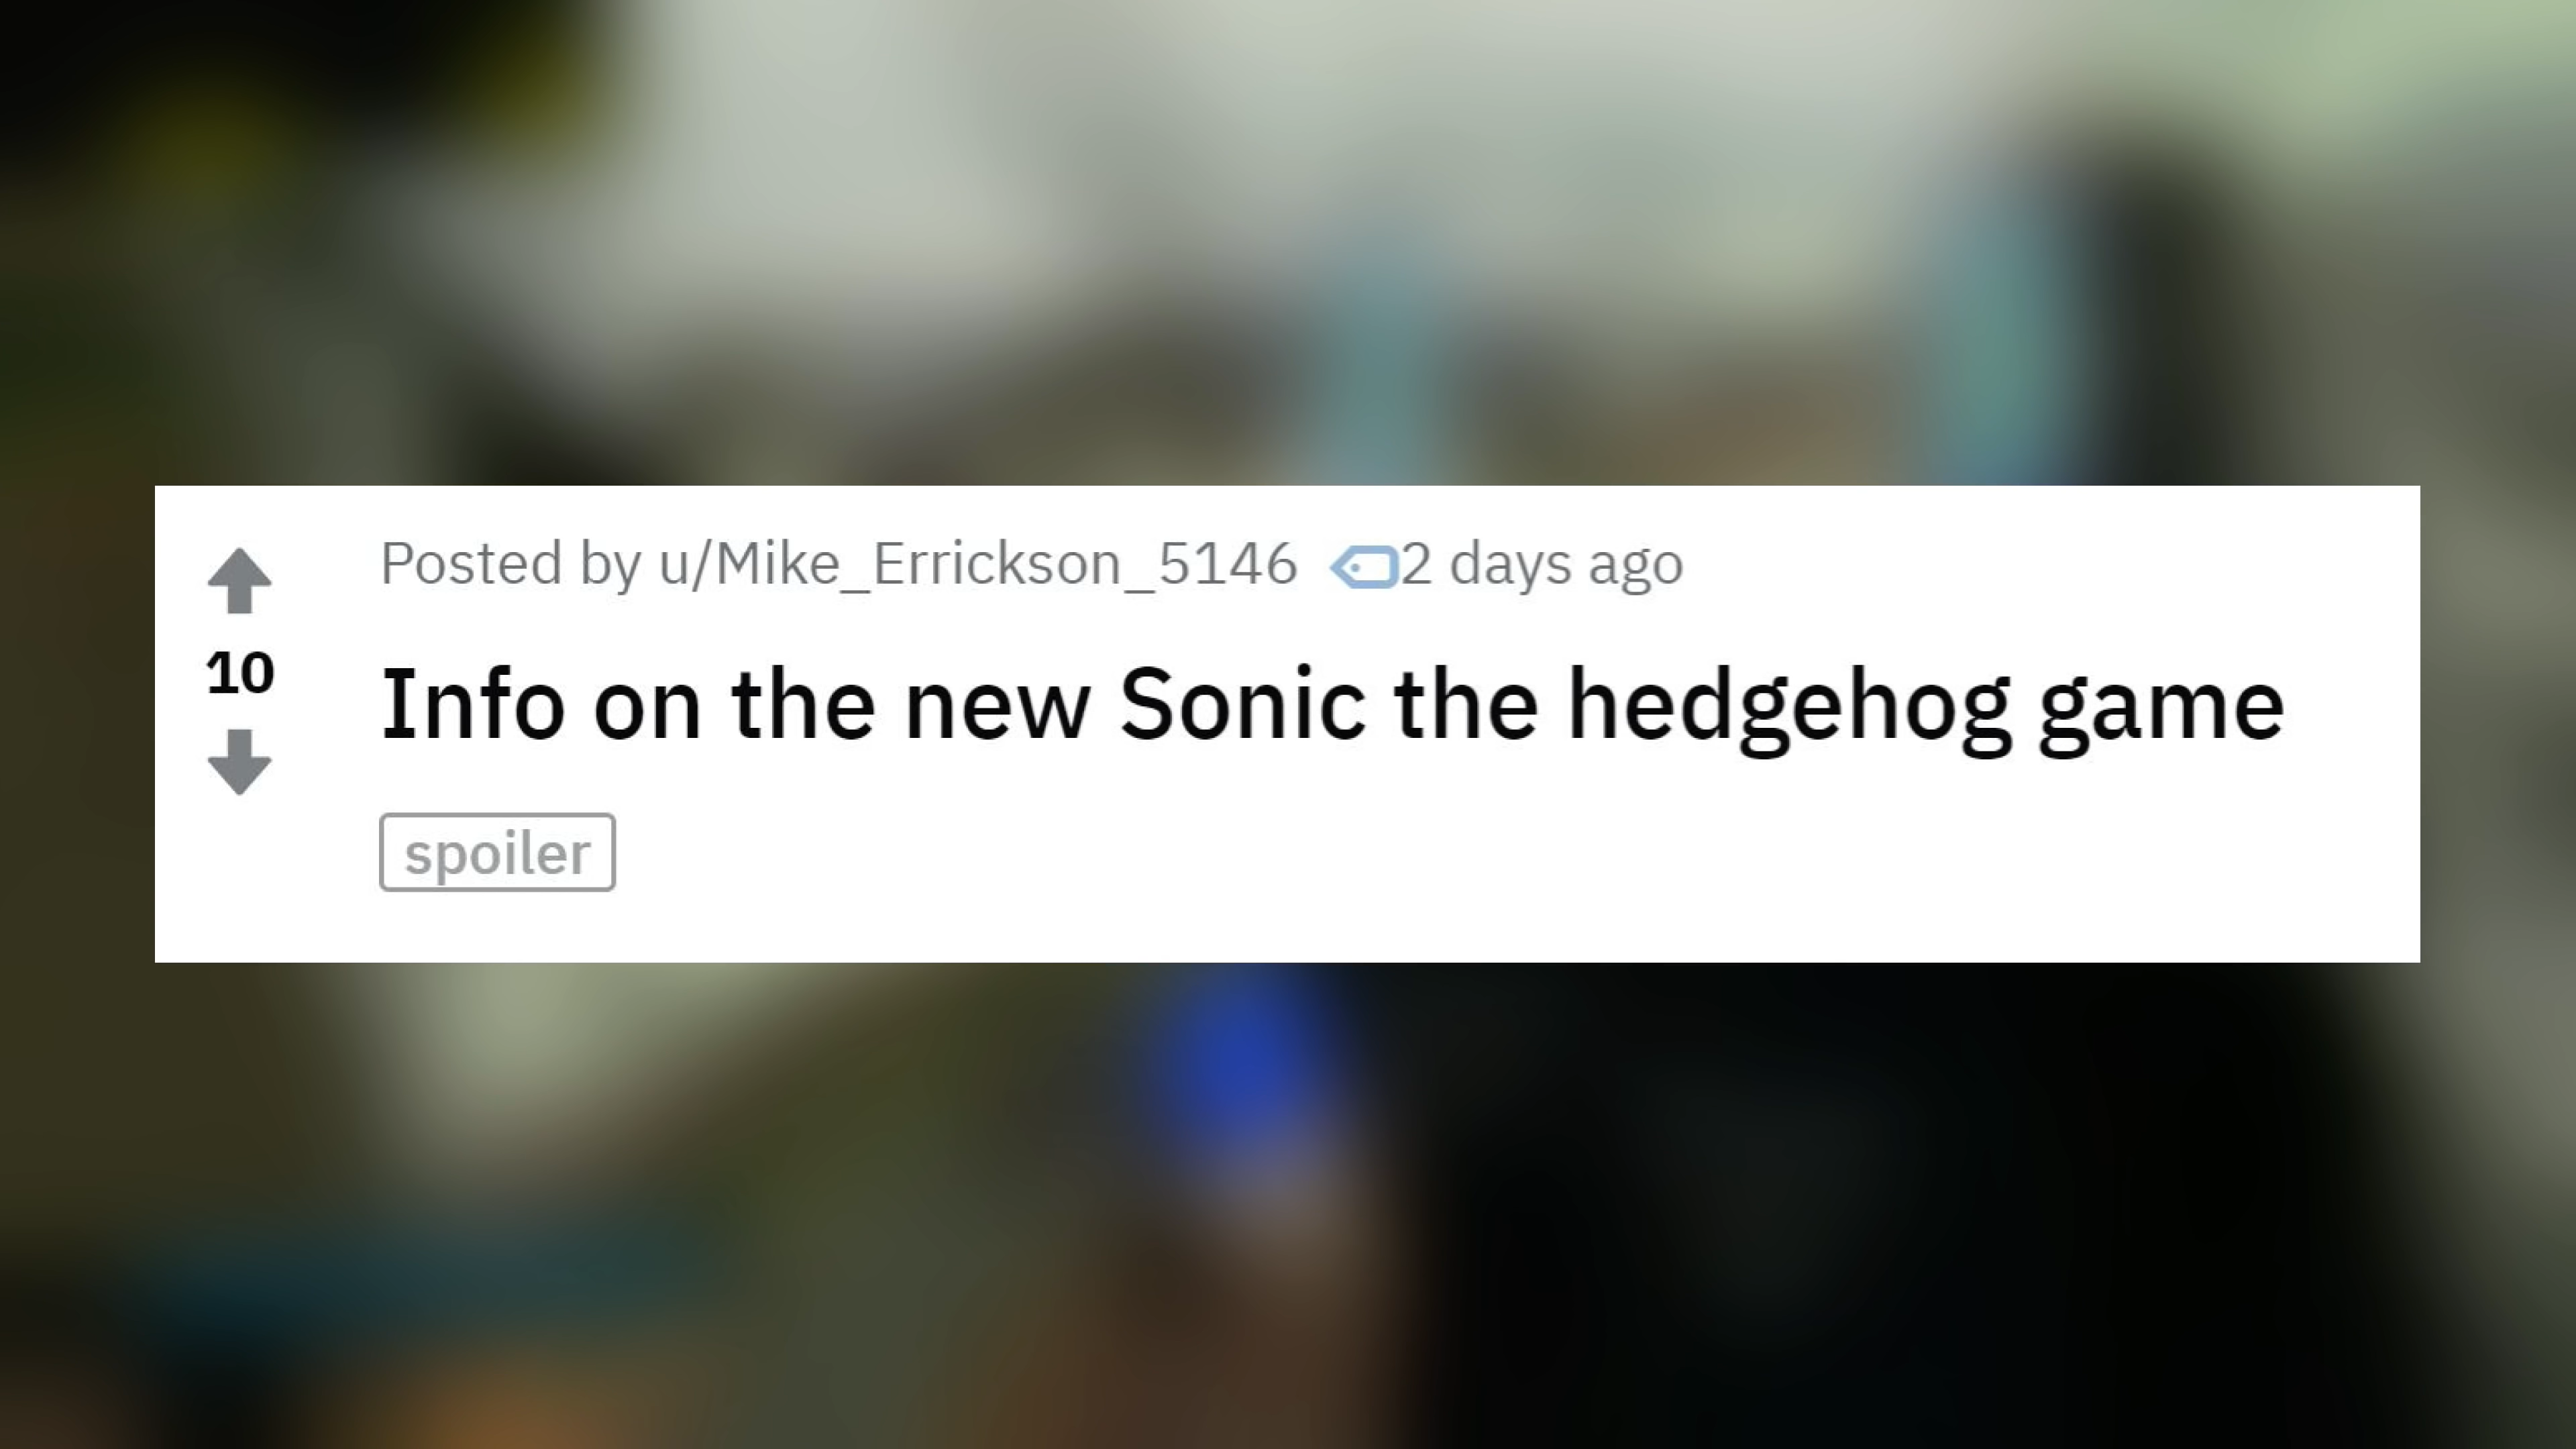 Posted by u/Mike_Errickson_5146 2 days ago
10
Info on the new Sonic the hedgehog game
spoiler